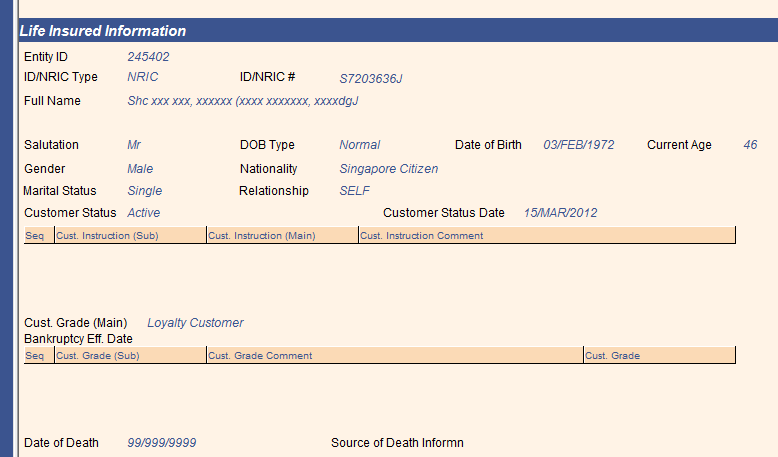 Life Insured Information
Entity ID 245402
ID/NRIC Type NRIC ID/NRIC # S7203636J
Full Name Shc xxx xxx, xxxxxx (xxxx xxxxxxx, xxxxdgJ
Salutation Mr DOB Type Normal Date of Birth 03/FEB/1972 Current Age 46
Gender Male Nationality Singapore Citizen
Marital Status Single Relationship SELF
Customer Status Active Customer Status Date 15/MAR/2012
Seq Cust. Instruction (Sub) Cust. Instruction (Main) Cust. Instruction Comment
Cust. Grade (Main) Loyalty Customer
Bankruptcy Eff. Date
Seq Cust. Grade (Sub) Cust. Grade Comment Cust. Grade
Date of Death 99/999/9999 Source of Death Informn